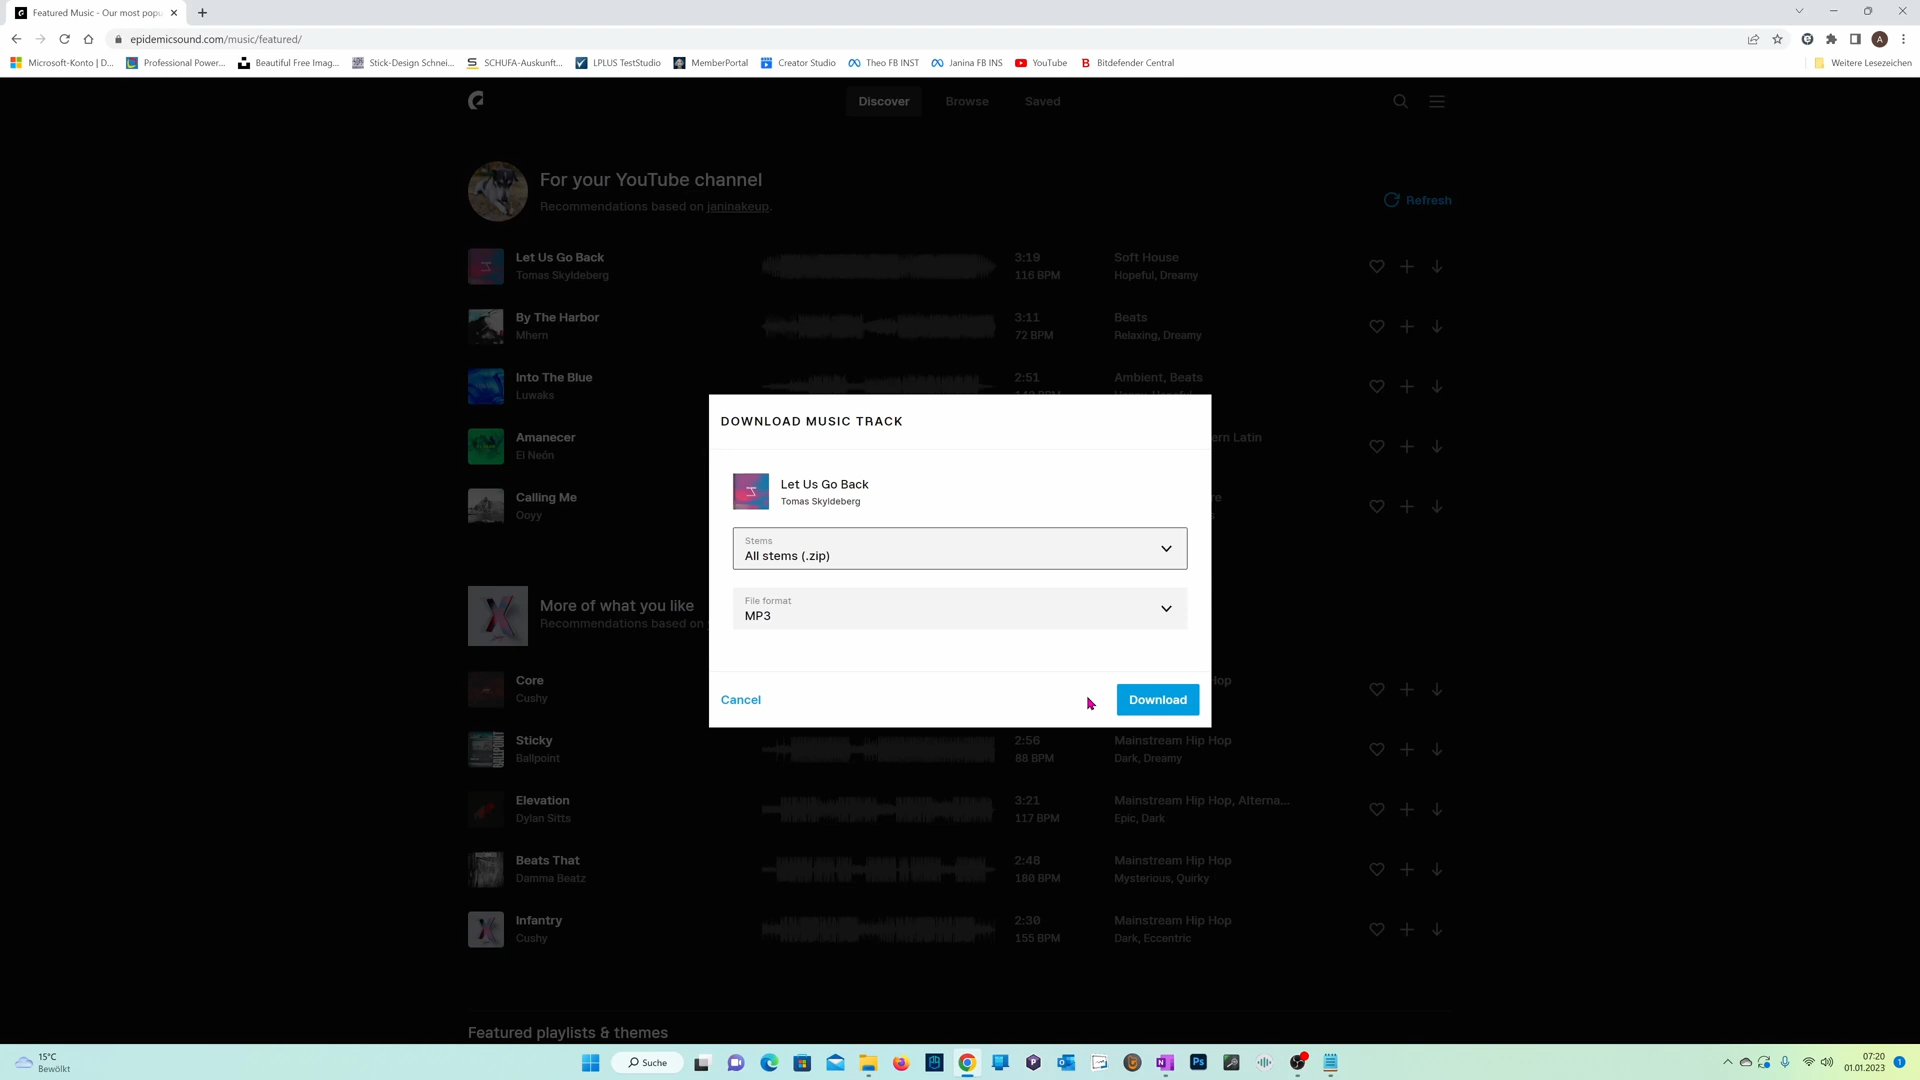 Featured Music - Our most popu
epidemicsound.com/music/featured/
A
Microsoft-Konto | D...
Professional Power...
Beautiful Free Imag...
Stick-Design Schnei...
SCHUFA-Auskunft...
LPLUS TestStudio
MemberPortal
Creator Studio
Theo FB INST
Janina FB INS
YouTube
Bitdefender Central
Weitere Lesezeichen
Discover
Browse
Saved
For your YouTube channel
Recommendations based on janinakeup.
Refresh
Let Us Go Back
Tomas Skyldeberg
3:19
116 BPM
Soft House
Hopeful, Dreamy
By The Harbor
Mhern
3:11
72 BPM
Beats
Relaxing, Dreamy
Into The Blue
Luwaks
2:51
Ambient, Beats
Amanecer
El Neón
ern Latin
Calling Me
Ooyy
re
s
DOWNLOAD MUSIC TRACK
Let Us Go Back
Tomas Skyldeberg
Stems
All stems (.zip)
File format
MP3
Cancel
Download
More of what you like
Recommendations based on
Core
Cushy
Hop
Sticky
Ballpoint
BALLPOINT
2:56
88 BPM
Mainstream Hip Hop
Dark, Dreamy
Elevation
Dylan Sitts
3:21
117 BPM
Mainstream Hip Hop, Alterna...
Epic, Dark
Beats That
Damma Beatz
2:48
180 BPM
Mainstream Hip Hop
Mysterious, Quirky
Infantry
Cushy
2:30
155 BPM
Mainstream Hip Hop
Dark, Eccentric
Featured playlists & themes
15°C
Bewölkt
Suche
Ps
07:20
01.01.2023
1